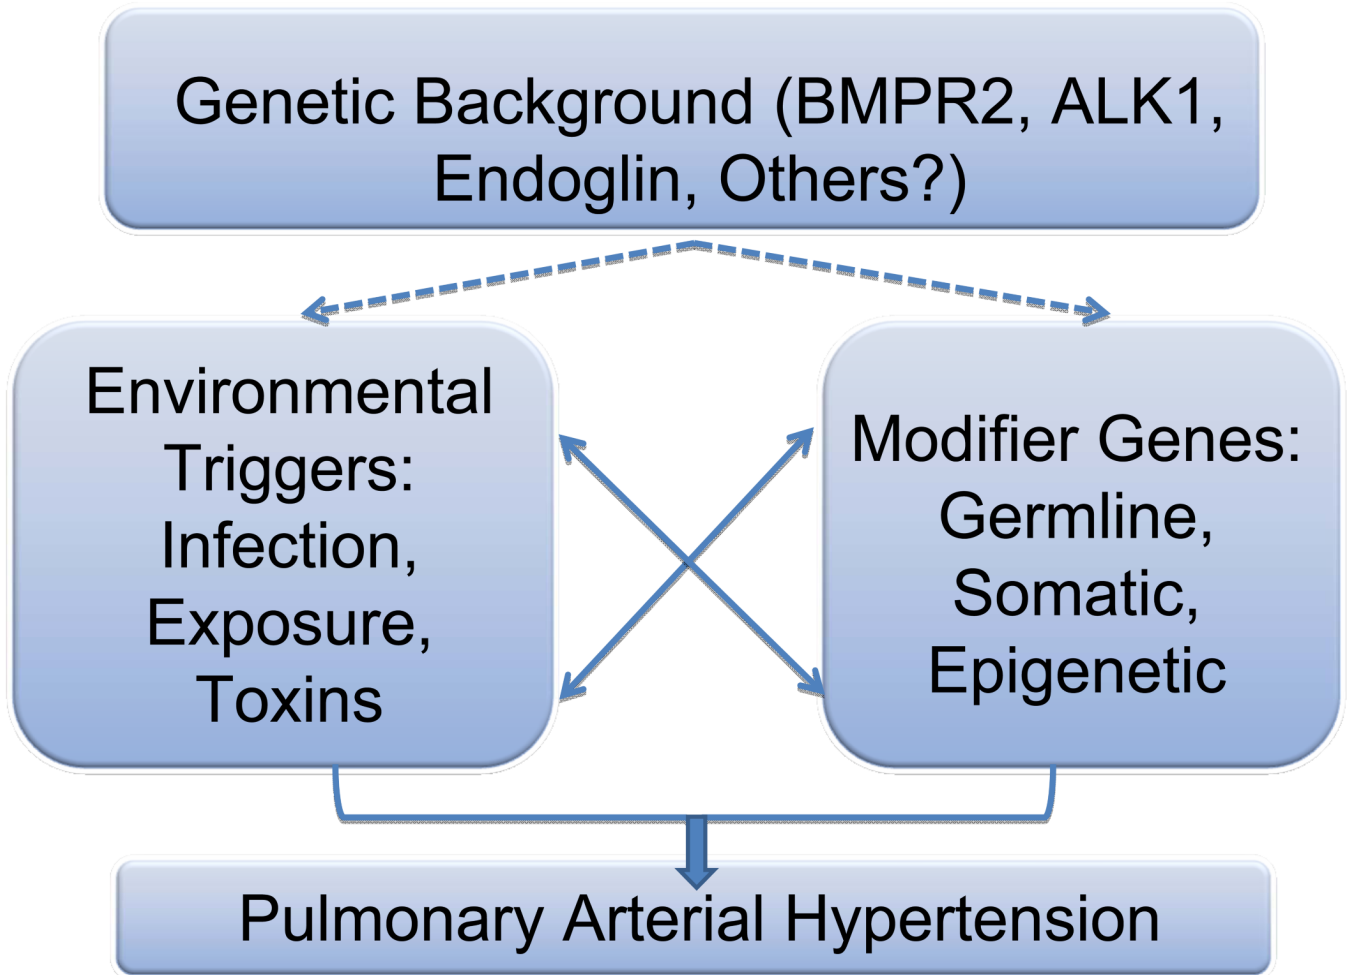 Genetic Background (BMPR2, ALK1,
Endoglin, Others?)
Environmental
Triggers:
Infection,
Exposure,
Toxins
Modifier Genes:
Germline,
Somatic,
Epigenetic
Pulmonary Arterial Hypertension